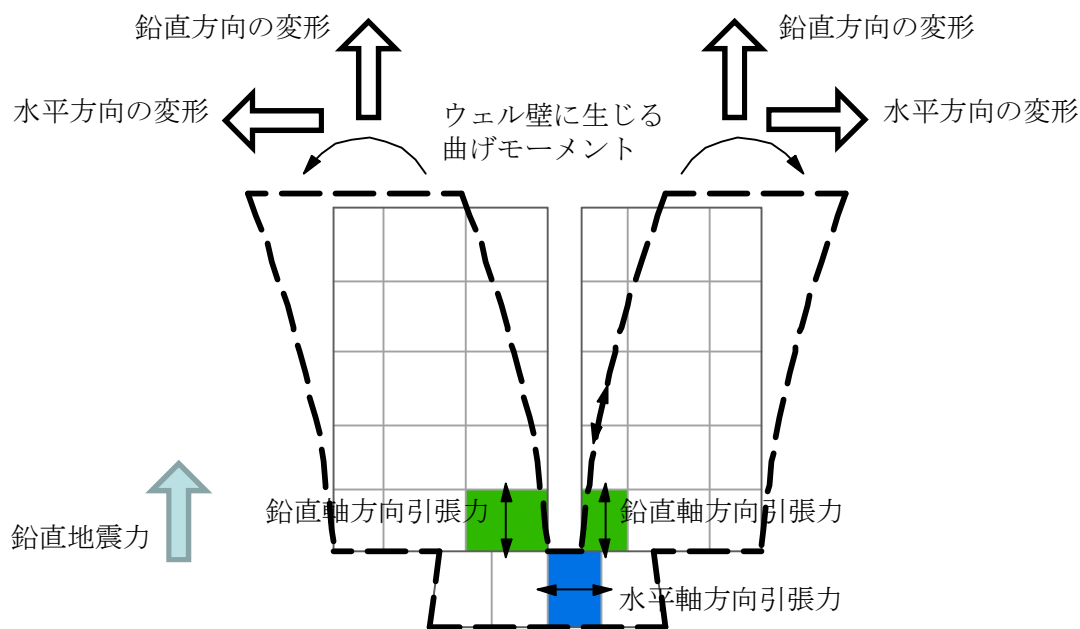 鉛直方向の変形
鉛直方向の変形
水平方向の変形
ウェル壁に生じる
曲げモーメント
水平方向の変形
鉛直軸方向引張力
鉛直軸方向引張力
鉛直地震力
水平軸方向引張力